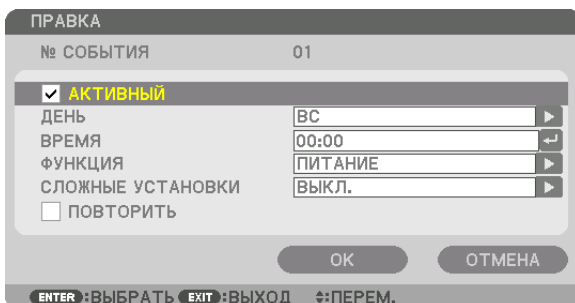 ПРАВКА
№ СОБЫТИЯ 01
АКТИВНЫЙ
ДЕНЬ ВС
ВРЕМЯ 00:00
ФУНКЦИЯ ПИТАНИЕ
СЛОЖНЫЕ УСТАНОВКИ ВЫКЛ.
ПОВТОРИТЬ
OK ОТМЕНА
ENTER :ВЫБРАТЬ EXIT :ВЫХОД :ПЕРЕМ.